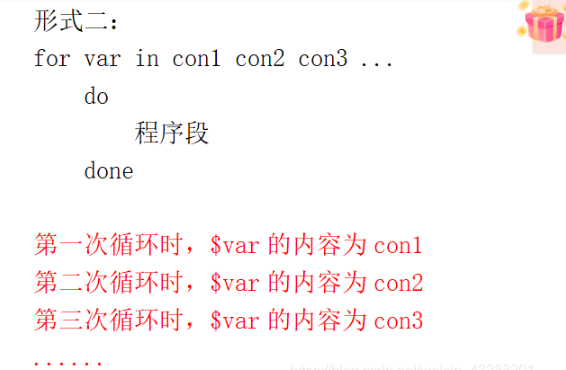 形式二：
for var in con1 con2 con3 ...
do
程序段
done
第一次循环时，$var 的内容为 con1
第二次循环时，$var 的内容为 con2
第三次循环时，$var 的内容为 con3
......